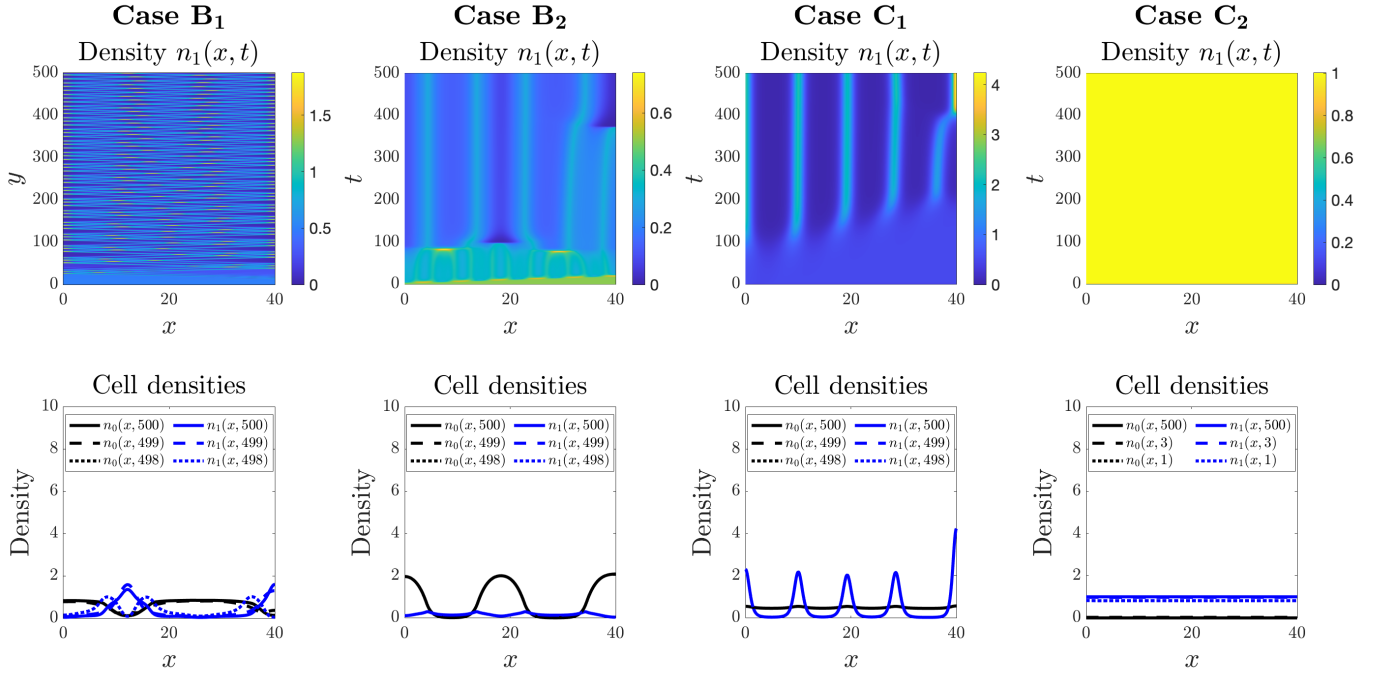 Case B1 Case B2 Case C1 Case C2
Density n1(x, t) Density n1(x, t) Density n1(x, t) Density n1(x, t)
500 500 500 500 1
400 1.5 400 0.6 400 4 400 0.8
300 300 300 3 300 0.6
y 1 t 0.4 t t
200 200 200 2 200 0.4
100 0.5 100 0.2 100 1 100 0.2
0 0 0 0 0 0 0 0
0 20 40 0 20 40 0 20 40 0 20 40
x x x x
Cell densities Cell densities Cell densities Cell densities
10 10 10 10
n0(x, 500) n1(x, 500) n0(x, 500) n1(x, 500) n0(x, 500) n1(x, 500) n0(x, 500) n1(x, 500)
8 n0(x, 499) n1(x, 499) 8 n0(x, 499) n1(x, 499) 8 n0(x, 499) n1(x, 499) 8 n0(x, 3) n1(x, 3)
n0(x, 498) n1(x, 498) n0(x, 498) n1(x, 498) n0(x, 498) n1(x, 498) n0(x, 1) n1(x, 1)
6 6 6 6
Density Density Density Density
4 4 4 4
2 2 2 2
0 0 0 0
0 20 40 0 20 40 0 20 40 0 20 40
x x x x